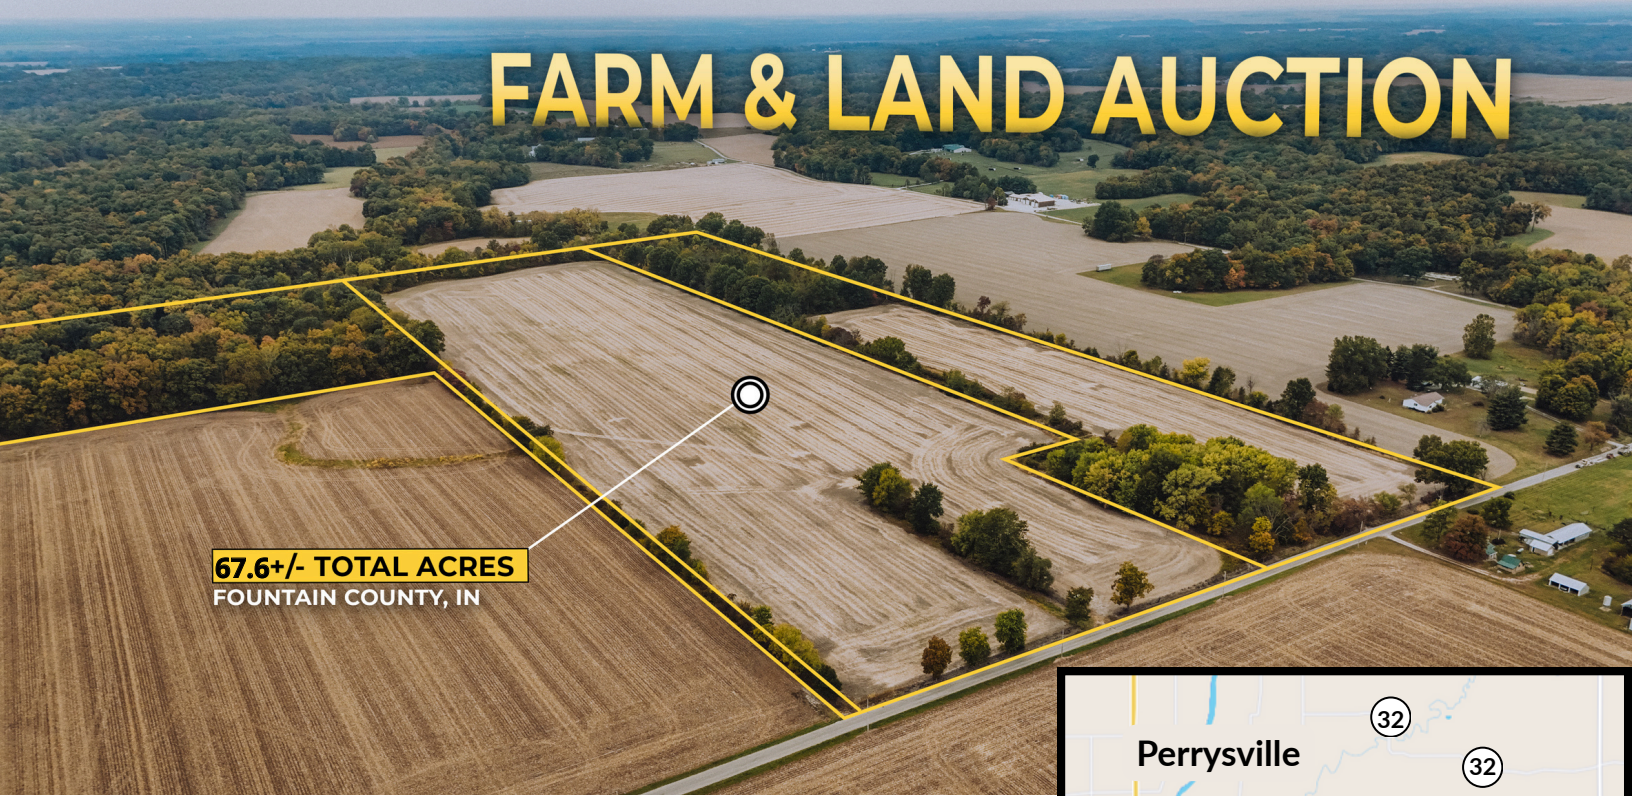 FARM & LAND AUCTION
67.6+/- TOTAL ACRES
FOUNTAIN COUNTY, IN
32
Perrysville
32